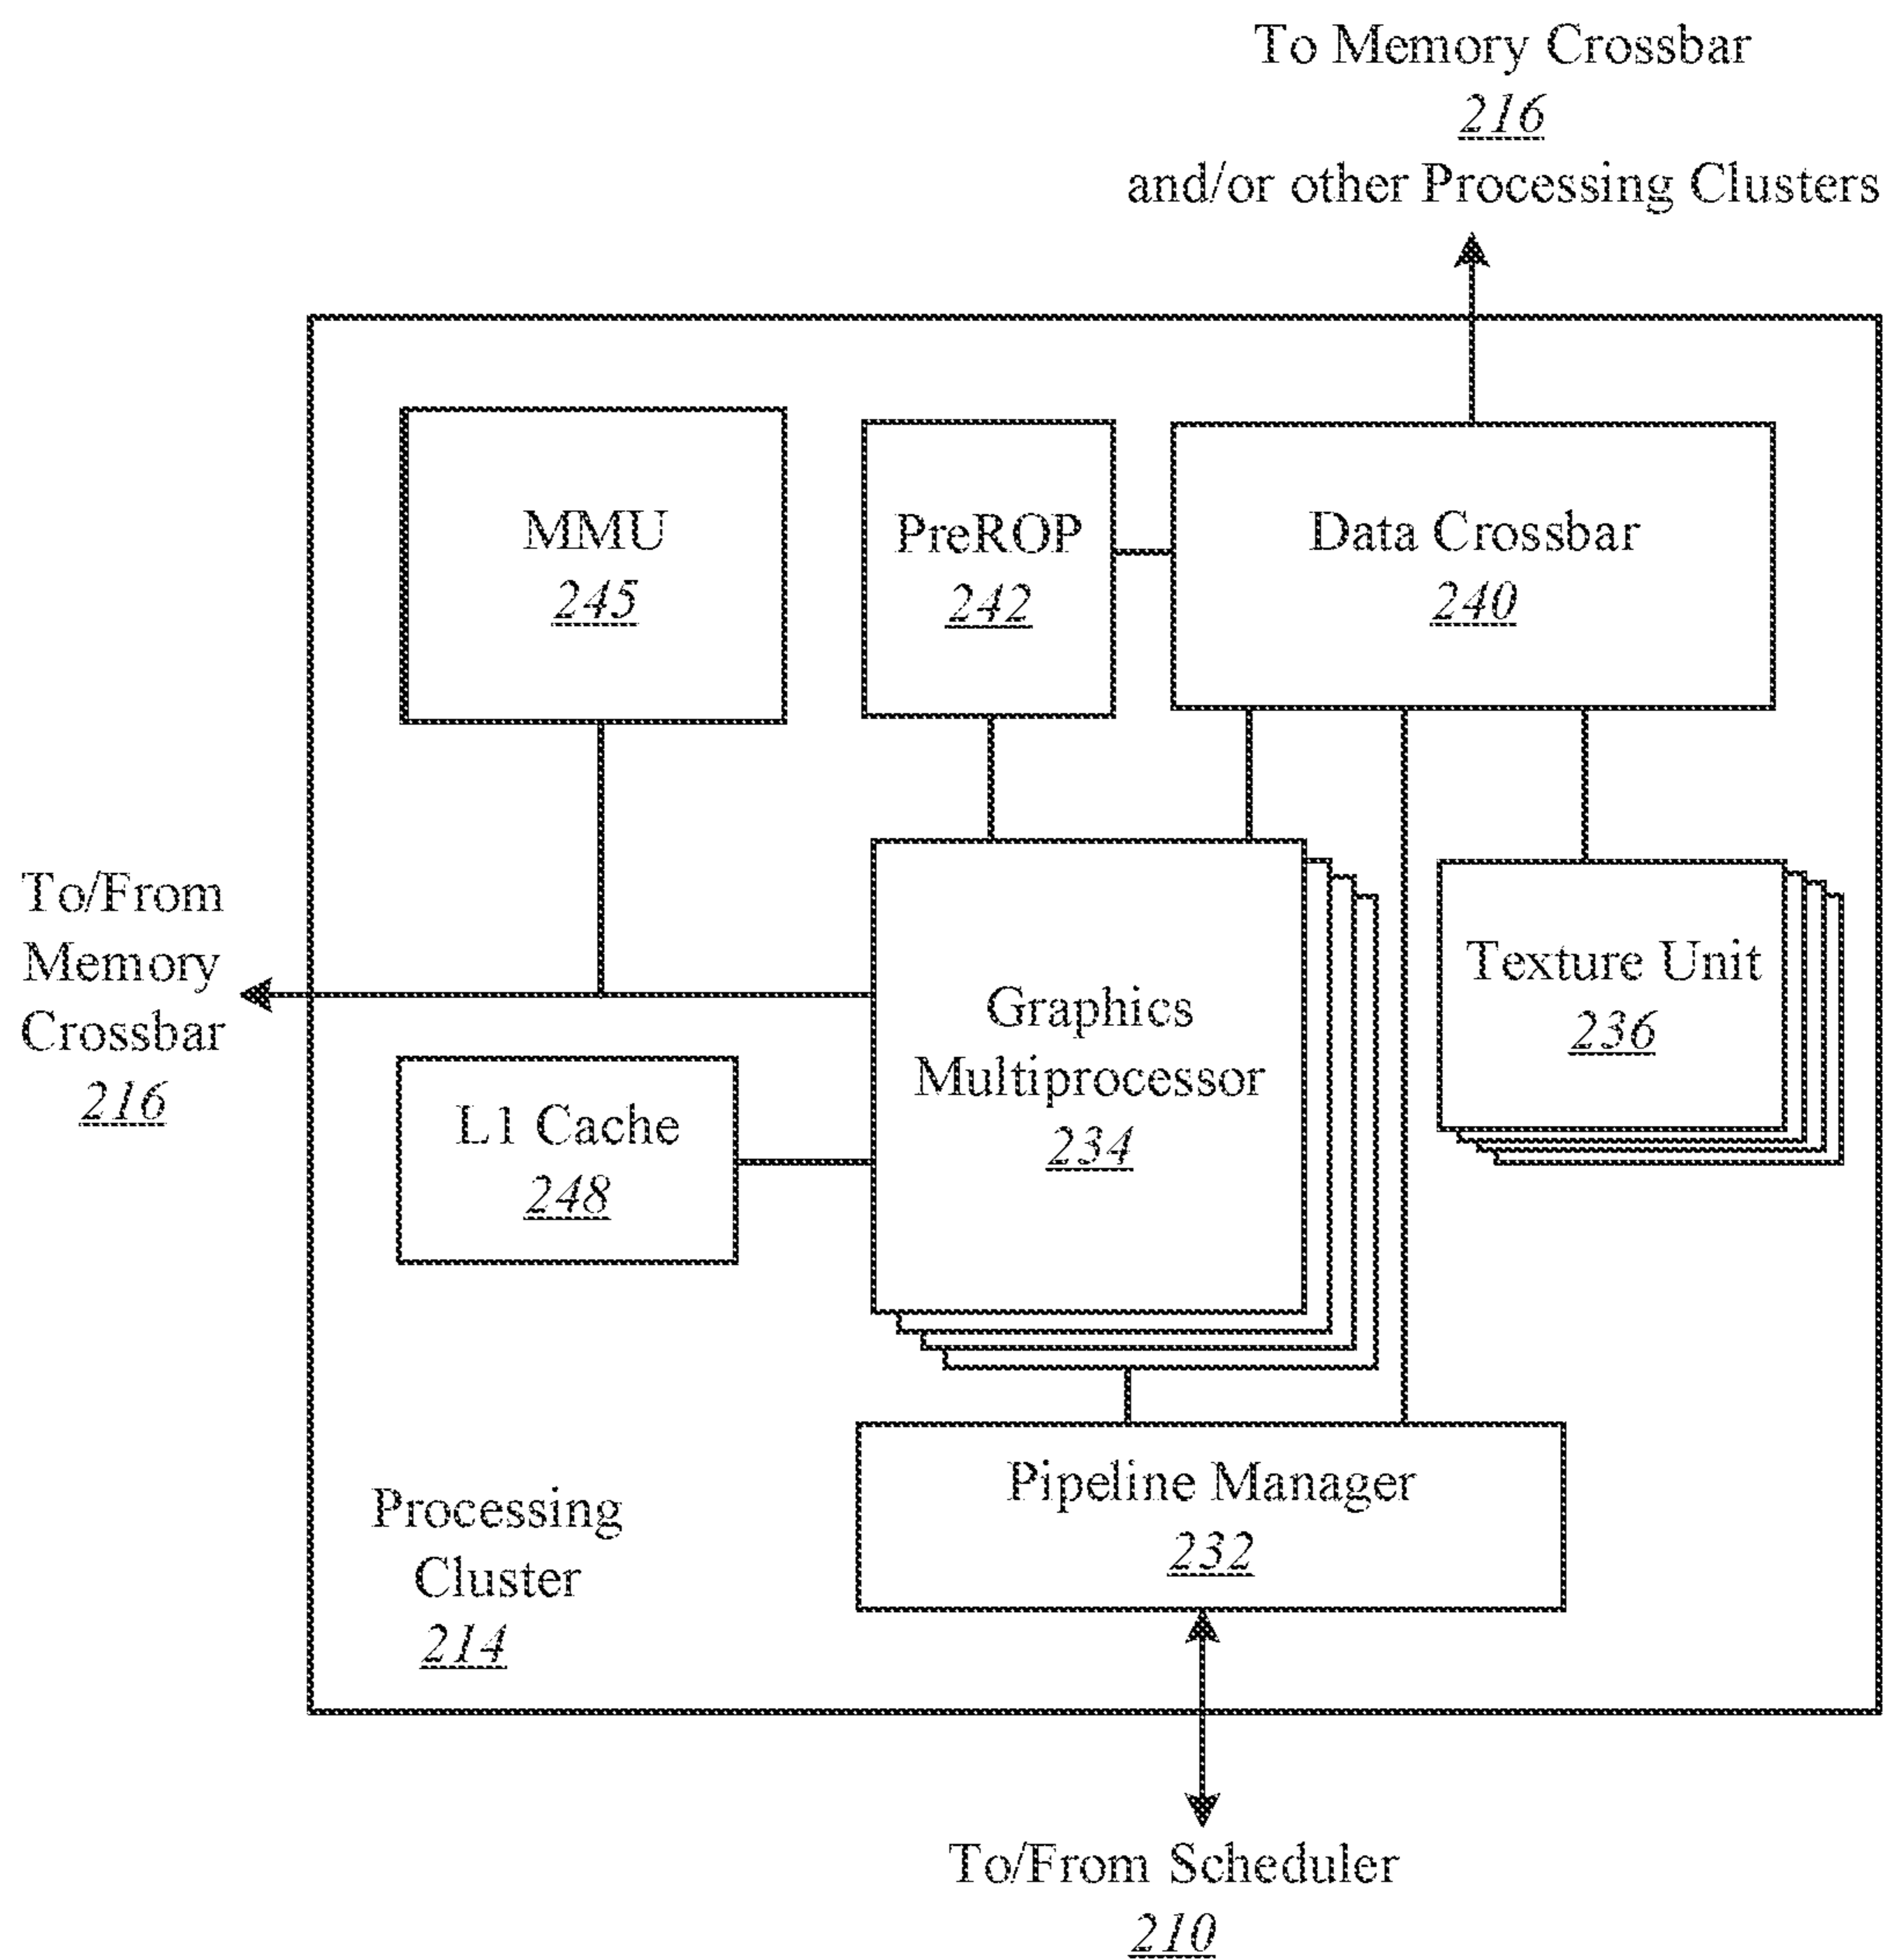 To Memory Crossbar
216
and/or other Processing Clusters
MMU
245
PreROP
242
Data Crossbar
240
To/From
Memory
Crossbar
216
Graphics
Multiprocessor
234
Texture Unit
236
L1 Cache
248
Pipeline Manager
232
Processing
Cluster
214
To/From Scheduler
210